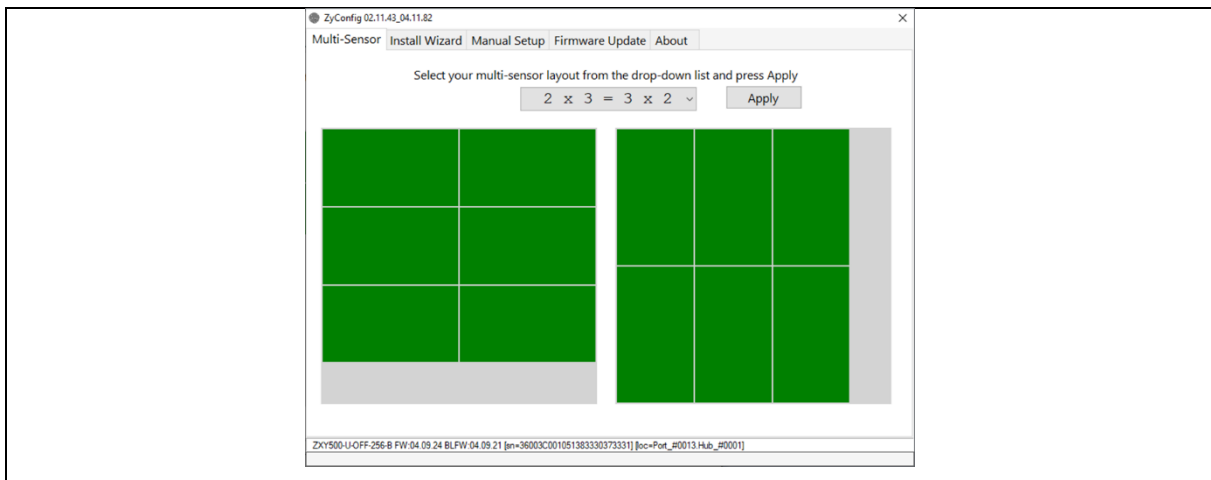 ZyConfig 02.11.43_04.11.82
Multi-Sensor Install Wizard Manual Setup Firmware Update About
Select your multi-sensor layout from the drop-down list and press Apply
2 x 3 = 3 x 2 Apply
ZXY500-U-OFF-256-B FW:04.09.24 BLFW:04.09.21 [sn=36003C001051383330373331] [loc=Port_#0013.Hub_#0001]